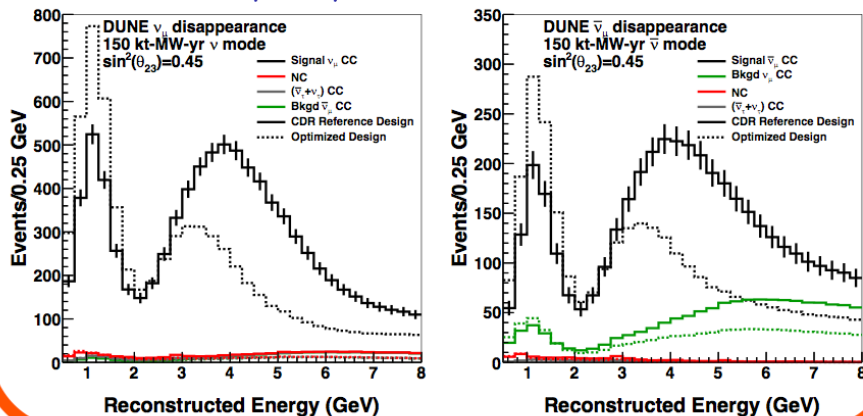 DUNE ν_μ disappearance
150 kt-MW-yr ν mode
sin²(θ₂₃)=0.45
Signal ν_μ CC
NC
(ν̄_τ+ν_τ) CC
Bkgd ν̄_μ CC
CDR Reference Design
Optimized Design
Events/0.25 GeV
800
700
600
500
400
300
200
100
0
1 2 3 4 5 6 7 8
Reconstructed Energy (GeV)
DUNE ν̄_μ disappearance
150 kt-MW-yr ν̄ mode
sin²(θ₂₃)=0.45
Signal ν̄_μ CC
Bkgd ν_μ CC
NC
(ν̄_τ+ν_τ) CC
CDR Reference Design
Optimized Design
Events/0.25 GeV
350
300
250
200
150
100
50
0
1 2 3 4 5 6 7 8
Reconstructed Energy (GeV)